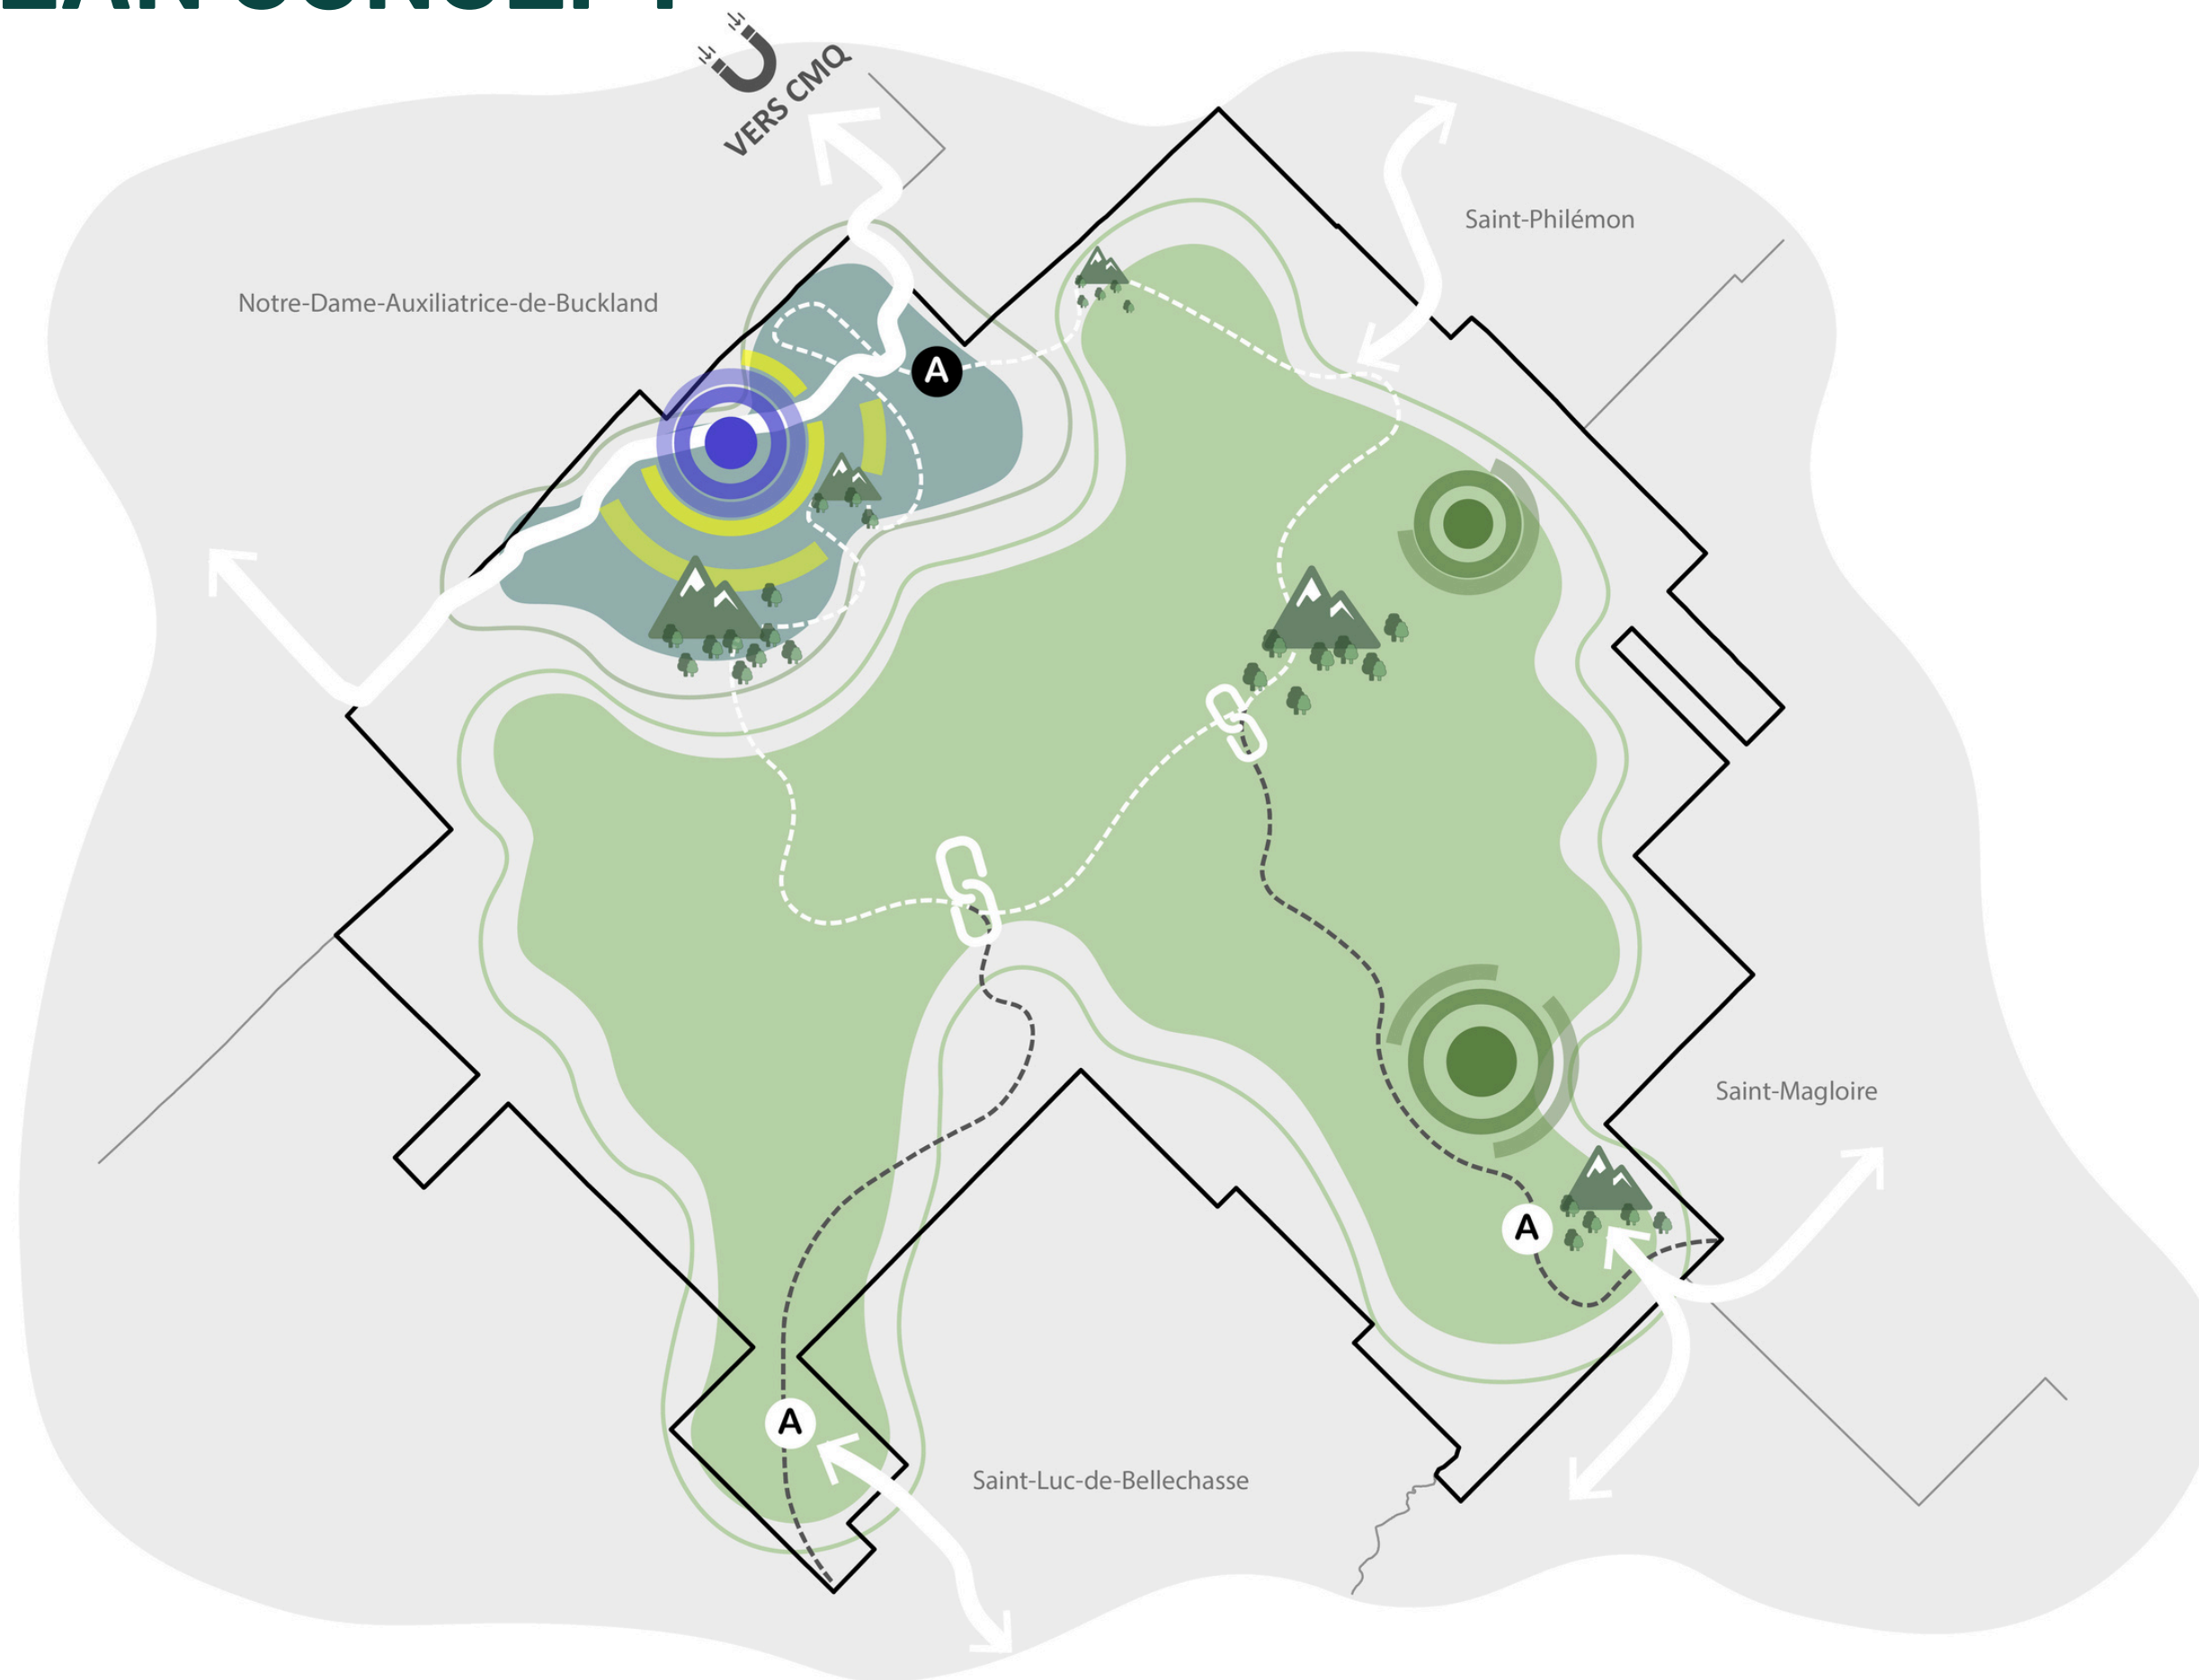 VERS CMQ
Saint-Philémon
Notre-Dame-Auxiliatrice-de-Buckland
A
Saint-Magloire
A
A
Saint-Luc-de-Bellechasse